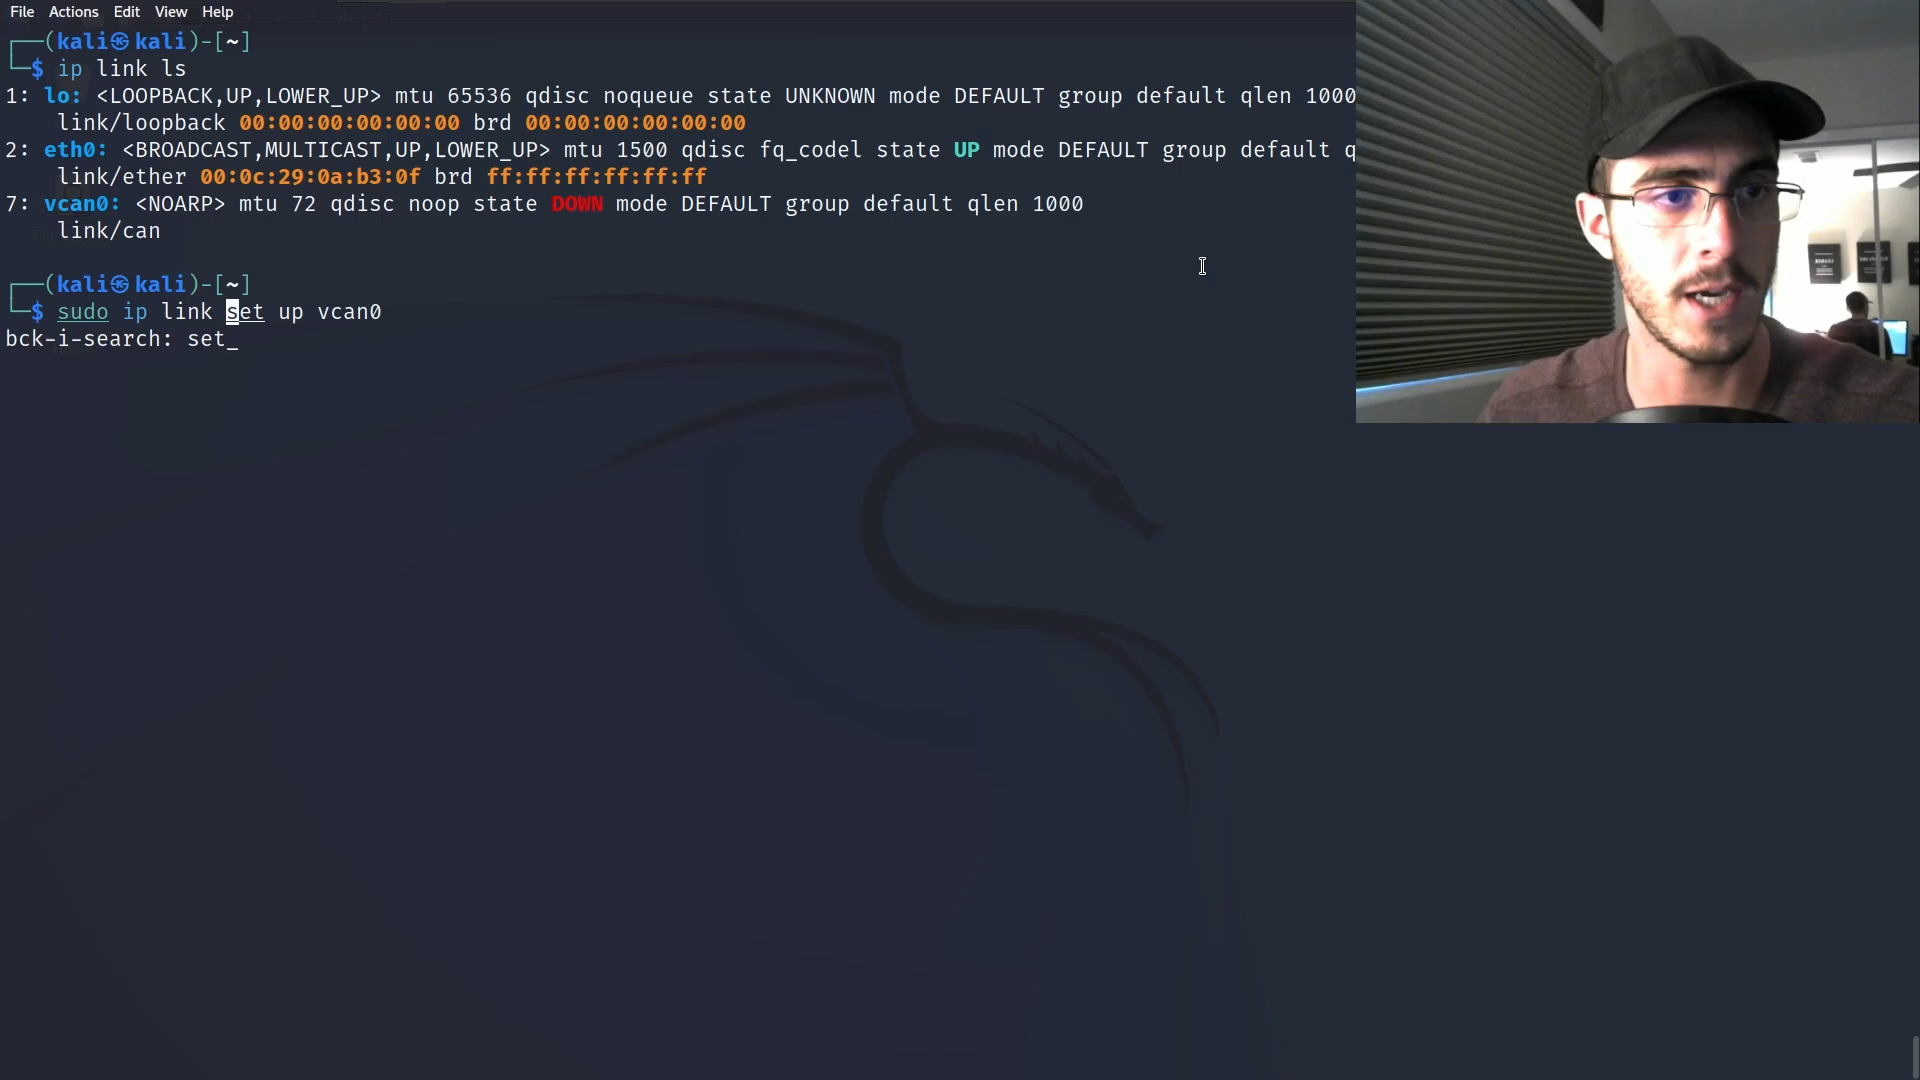 File Actions Edit View Help
┌──(kali㉿kali)-[~]
└─$ ip link ls
1: lo: <LOOPBACK,UP,LOWER_UP> mtu 65536 qdisc noqueue state UNKNOWN mode DEFAULT group default qlen 1000
link/loopback 00:00:00:00:00:00 brd 00:00:00:00:00:00
2: eth0: <BROADCAST,MULTICAST,UP,LOWER_UP> mtu 1500 qdisc fq_codel state UP mode DEFAULT group default q
link/ether 00:0c:29:0a:b3:0f brd ff:ff:ff:ff:ff:ff
7: vcan0: <NOARP> mtu 72 qdisc noop state DOWN mode DEFAULT group default qlen 1000
link/can
┌──(kali㉿kali)-[~]
└─$ sudo ip link set up vcan0
bck-i-search: set_